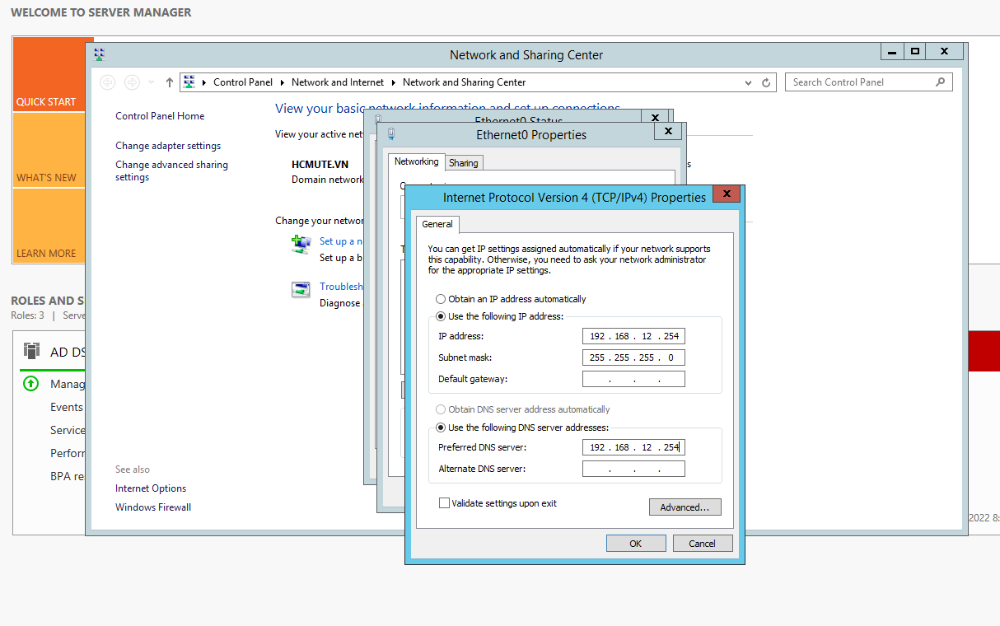 WELCOME TO SERVER MANAGER
QUICK START
WHAT'S NEW
LEARN MORE
Network and Sharing Center
Control Panel Network and Internet Network and Sharing Center
Search Control Panel
Control Panel Home
Change adapter settings
Change advanced sharing
settings
View your basic network information and set up connections
View your active net
HCMUTE.VN
Domain network
Change your networ
Set up a n
Set up a b
Troublesh
Diagnose
See also
Internet Options
Windows Firewall
Ethernet0 Status
Ethernet0 Properties
Networking Sharing
Internet Protocol Version 4 (TCP/IPv4) Properties
General
You can get IP settings assigned automatically if your network supports
this capability. Otherwise, you need to ask your network administrator
for the appropriate IP settings.
Obtain an IP address automatically
Use the following IP address:
IP address: 192 . 168 . 12 . 254
Subnet mask: 255 . 255 . 255 . 0
Default gateway: . . .
Obtain DNS server address automatically
Use the following DNS server addresses:
Preferred DNS server: 192 . 168 . 12 . 254
Alternate DNS server: . . .
Validate settings upon exit
Advanced...
OK Cancel
ROLES AND S
Roles: 3 | Serve
AD DS
Manag
Events
Service
Perforr
BPA re
2022 8: